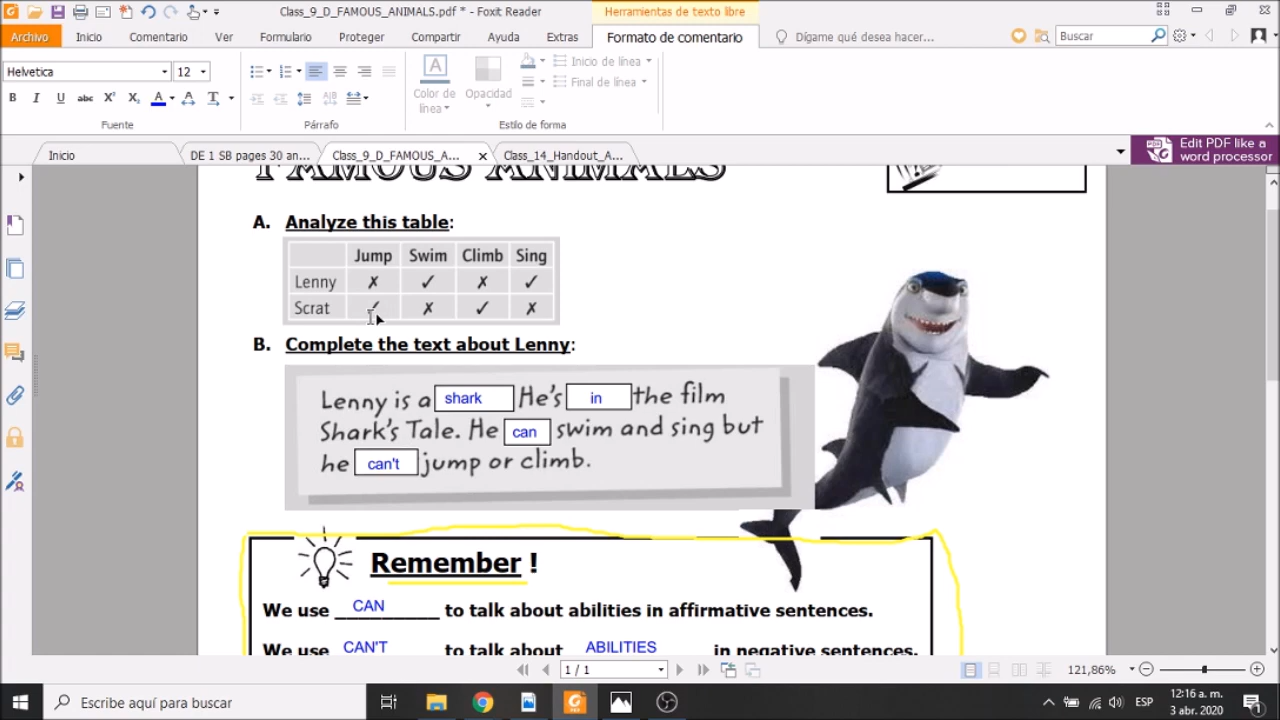 Class_9_D_FAMOUS_ANIMALS.pdf * - Foxit Reader
Herramientas de texto libre
Archivo Inicio Comentario Ver Formulario Proteger Compartir Ayuda Extras Formato de comentario Dígame qué desea hacer... Buscar
Helvetica 12
Color de línea Opacidad Inicio de línea
Final de línea
Fuente Párrafo Estilo de forma
Inicio DE 1 SB pages 30 an... Class_9_D_FAMOUS_A... Class_14_Handout_A... Edit PDF like a
word processor
FAMOUS ANIMALS
A. Analyze this table:
Jump Swim Climb Sing
Lenny ✗ ✓ ✗ ✓
Scrat ✓ ✗ ✓ ✗
B. Complete the text about Lenny:
Lenny is a shark He's in the film
Shark's Tale. He can swim and sing but
he can't jump or climb.
Remember !
We use CAN to talk about abilities in affirmative sentences.
We use CAN'T to talk about ABILITIES in negative sentences.
1 / 1 121,86%
Escribe aquí para buscar ESP 12:16 a. m.
3 abr. 2020